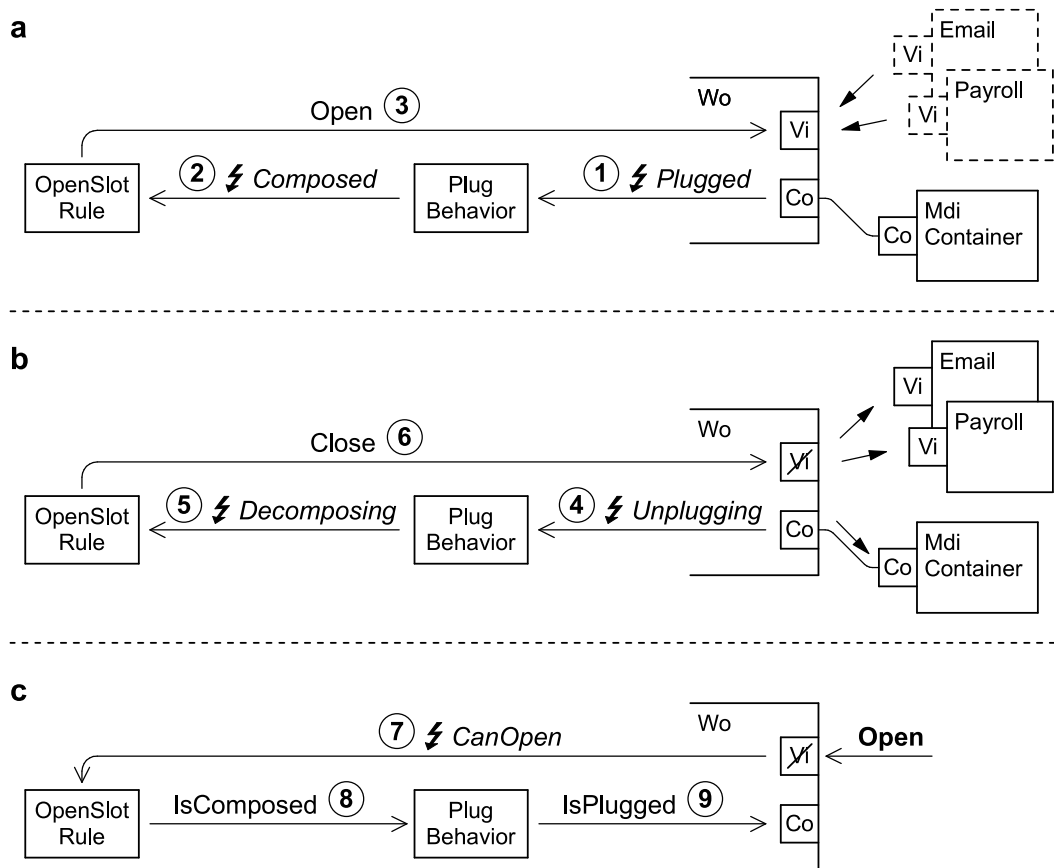 a
Email
Vi
Payroll
Vi
Wo
Open 3
Vi
OpenSlot
Rule
2 Composed
Plug
Behavior
1 Plugged
Co
Mdi
Container
Co
b
Email
Vi
Payroll
Vi
Wo
Close 6
Vi
OpenSlot
Rule
5 Decomposing
Plug
Behavior
4 Unplugging
Co
Mdi
Container
Co
c
Wo
7 CanOpen
Vi
Open
OpenSlot
Rule
IsComposed 8
Plug
Behavior
IsPlugged 9
Co